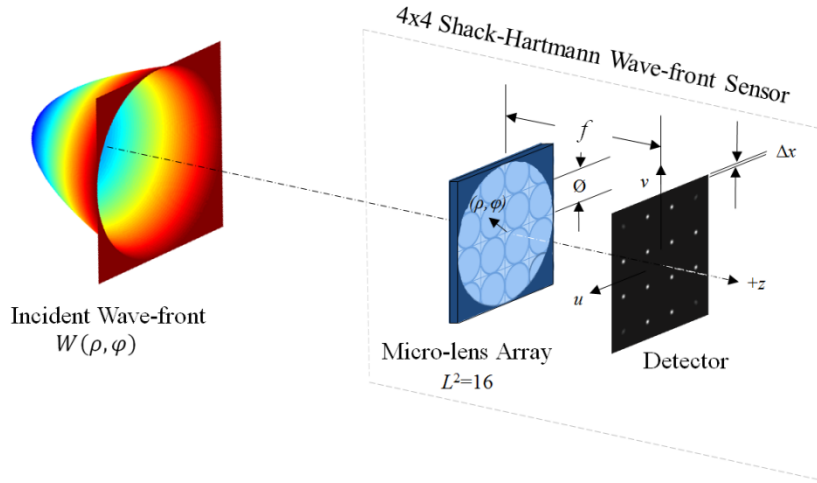 4x4 Shack-Hartmann Wave-front Sensor
f
Ø
Δx
v
(ρ,φ)
u
+z
Incident Wave-front
W(ρ,φ)
Micro-lens Array
L²=16
Detector